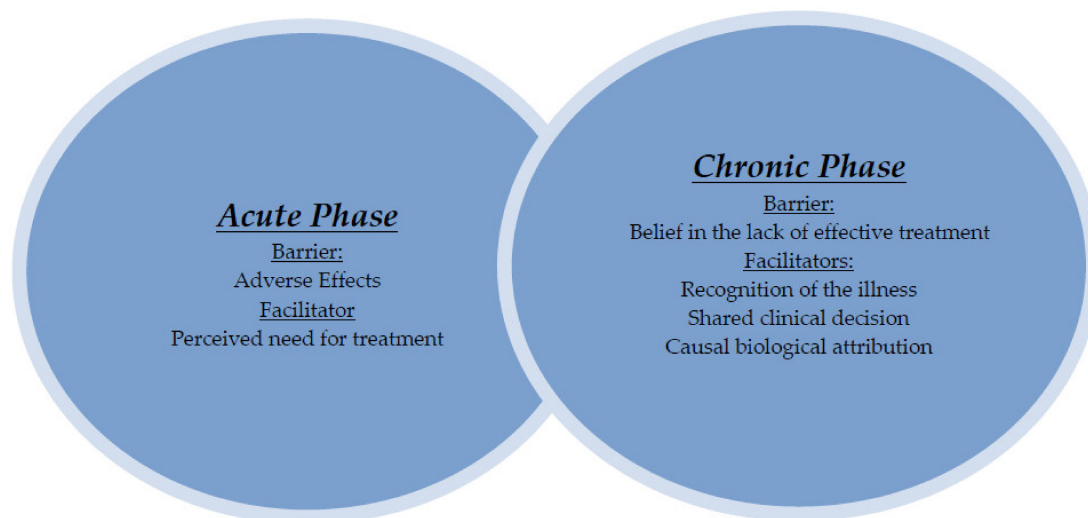 Acute Phase
Barrier:
Adverse Effects
Facilitator
Perceived need for treatment
Chronic Phase
Barrier:
Belief in the lack of effective treatment
Facilitators:
Recognition of the illness
Shared clinical decision
Causal biological attribution